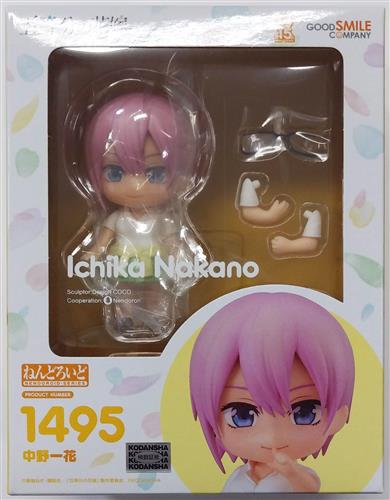 15
GOOD SMILE
COMPANY
Ichika Nakano
Sculptor:Design COCO
Cooperation: Nendoron
ねんどろいど
NENDOROID SERIES
PRODUCT NUMBER
1495
中野一花
KODANSHA
KODANSHA